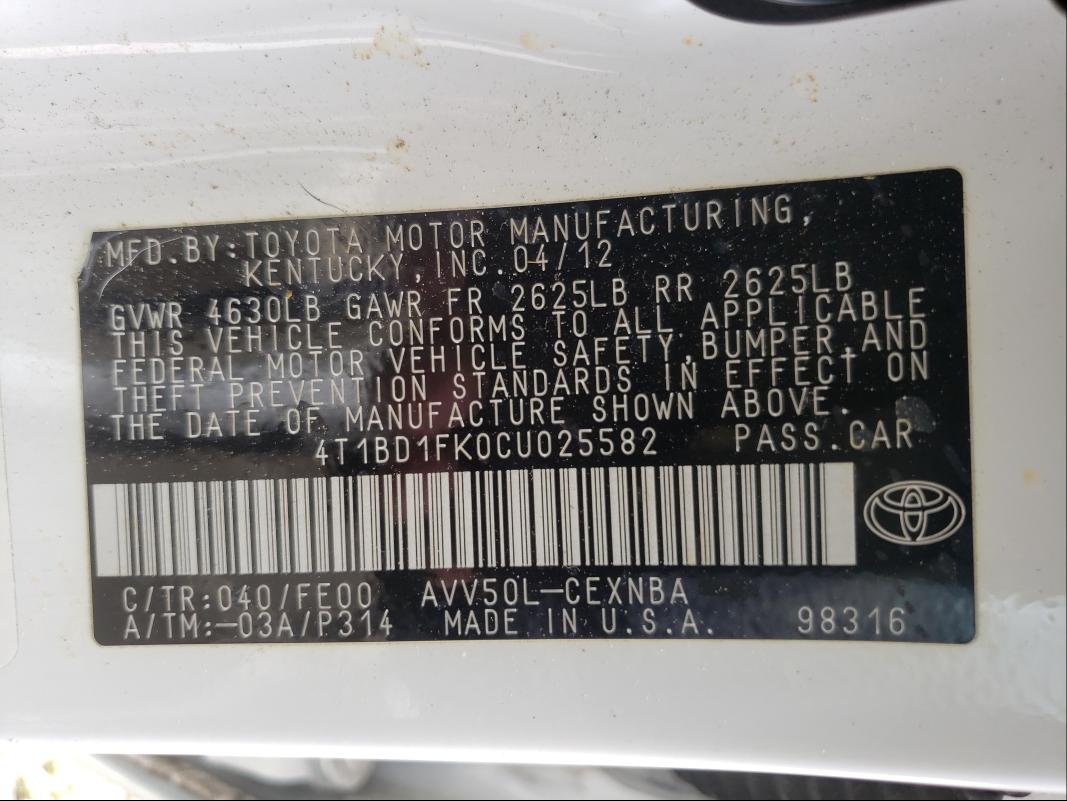 MFD.BY:TOYOTA MOTOR MANUFACTURING,
KENTUCKY,INC.04/12
GVWR 4630LB GAWR FR 2625LB RR 2625LB
THIS VEHICLE CONFORMS TO ALL APPLICABLE
FEDERAL MOTOR VEHICLE SAFETY,BUMPER,AND
THEFT PREVENTION STANDARDS IN EFFECT ON
THE DATE OF MANUFACTURE SHOWN ABOVE.
4T1BD1FK0CU025582 PASS.CAR
C/TR:040/FE00 AVV50L-CEXNBA
A/TM:-03A/P314 MADE IN U.S.A. 98316